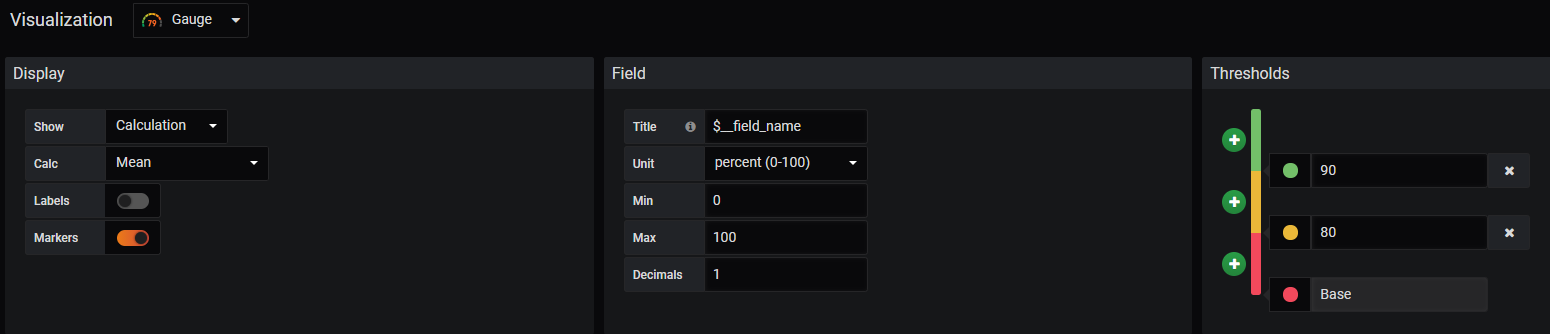 Visualization 79 Gauge
Display
Show Calculation
Calc Mean
Labels
Markers
Field
Title $__field_name
Unit percent (0-100)
Min 0
Max 100
Decimals 1
Thresholds
90
80
Base